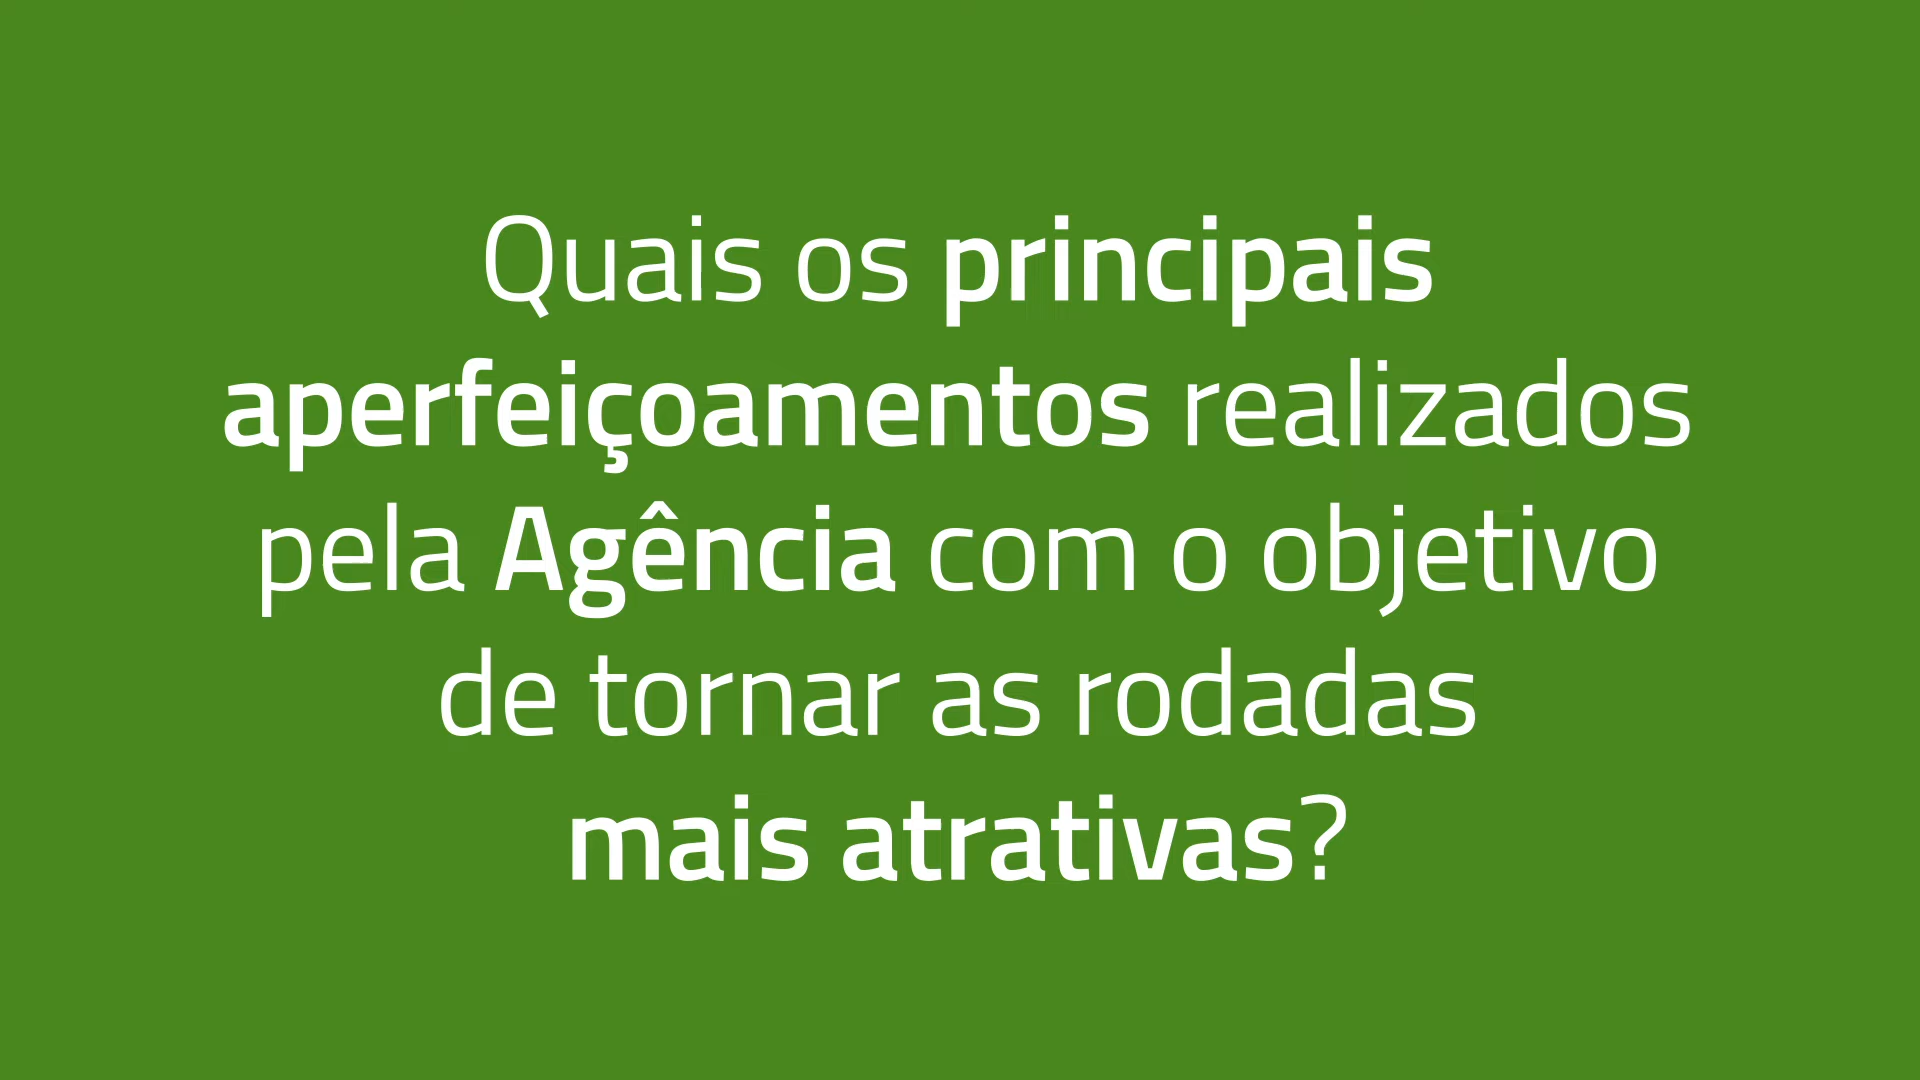 Quais os principais
aperfeiçoamentos realizados
pela Agência com o objetivo
de tornar as rodadas
mais atrativas?